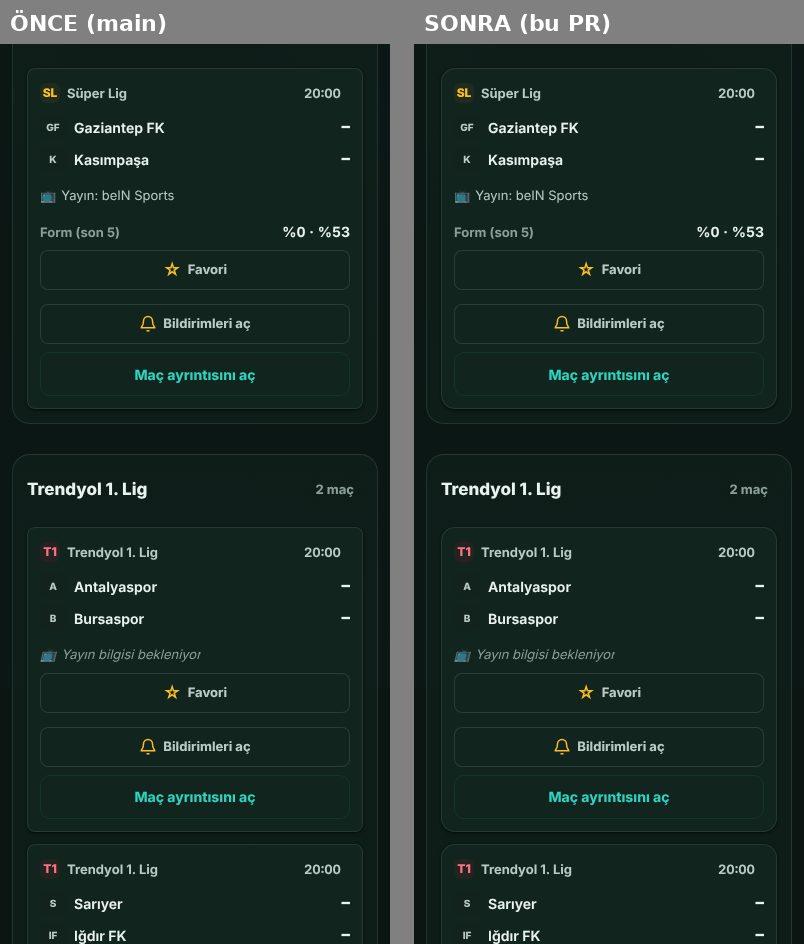 ÖNCE (main)
SL Süper Lig 20:00
GF Gaziantep FK –
K Kasımpaşa –
Yayın: beIN Sports
Form (son 5) %0 · %53
Favori
Bildirimleri aç
Maç ayrıntısını aç
Trendyol 1. Lig 2 maç
T1 Trendyol 1. Lig 20:00
A Antalyaspor –
B Bursaspor –
Yayın bilgisi bekleniyor
Favori
Bildirimleri aç
Maç ayrıntısını aç
T1 Trendyol 1. Lig 20:00
S Sarıyer –
IF Iğdır FK –
SONRA (bu PR)
SL Süper Lig 20:00
GF Gaziantep FK –
K Kasımpaşa –
Yayın: beIN Sports
Form (son 5) %0 · %53
Favori
Bildirimleri aç
Maç ayrıntısını aç
Trendyol 1. Lig 2 maç
T1 Trendyol 1. Lig 20:00
A Antalyaspor –
B Bursaspor –
Yayın bilgisi bekleniyor
Favori
Bildirimleri aç
Maç ayrıntısını aç
T1 Trendyol 1. Lig 20:00
S Sarıyer –
IF Iğdır FK –